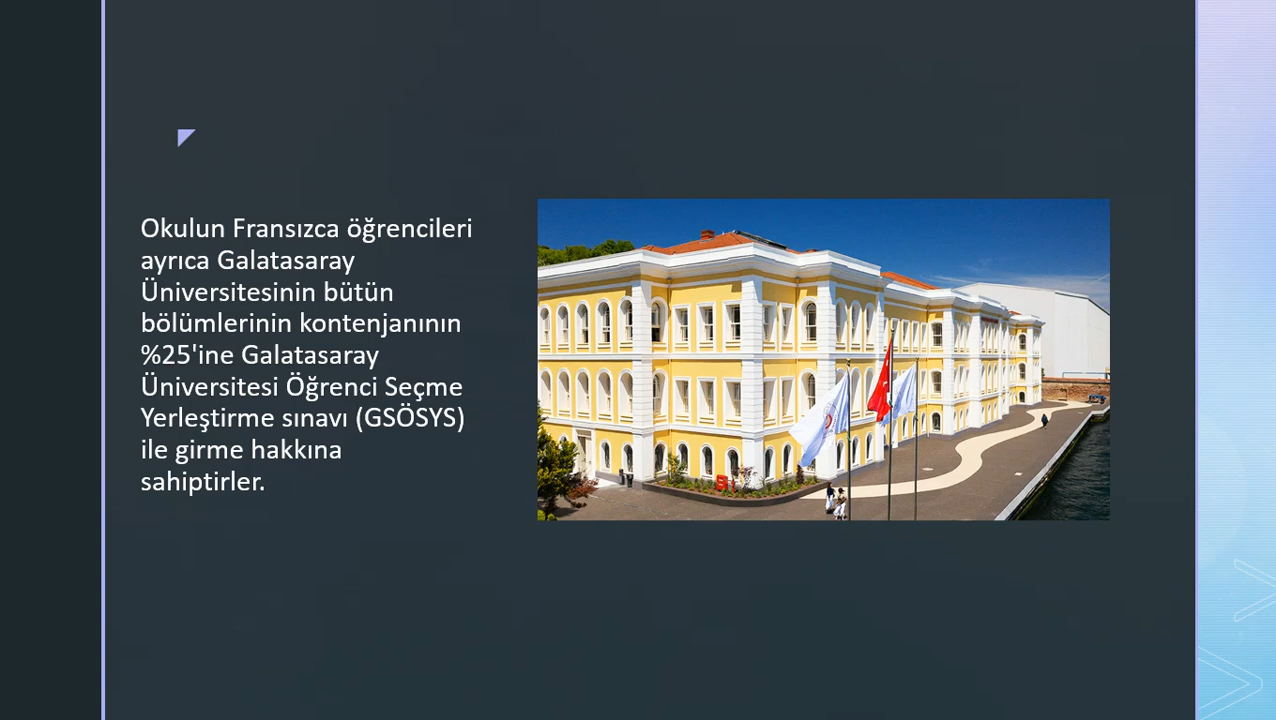 Okulun Fransızca öğrencileri
ayrıca Galatasaray
Üniversitesinin bütün
bölümlerinin kontenjanının
%25'ine Galatasaray
Üniversitesi Öğrenci Seçme
Yerleştirme sınavı (GSÖSYS)
ile girme hakkına
sahiptirler.